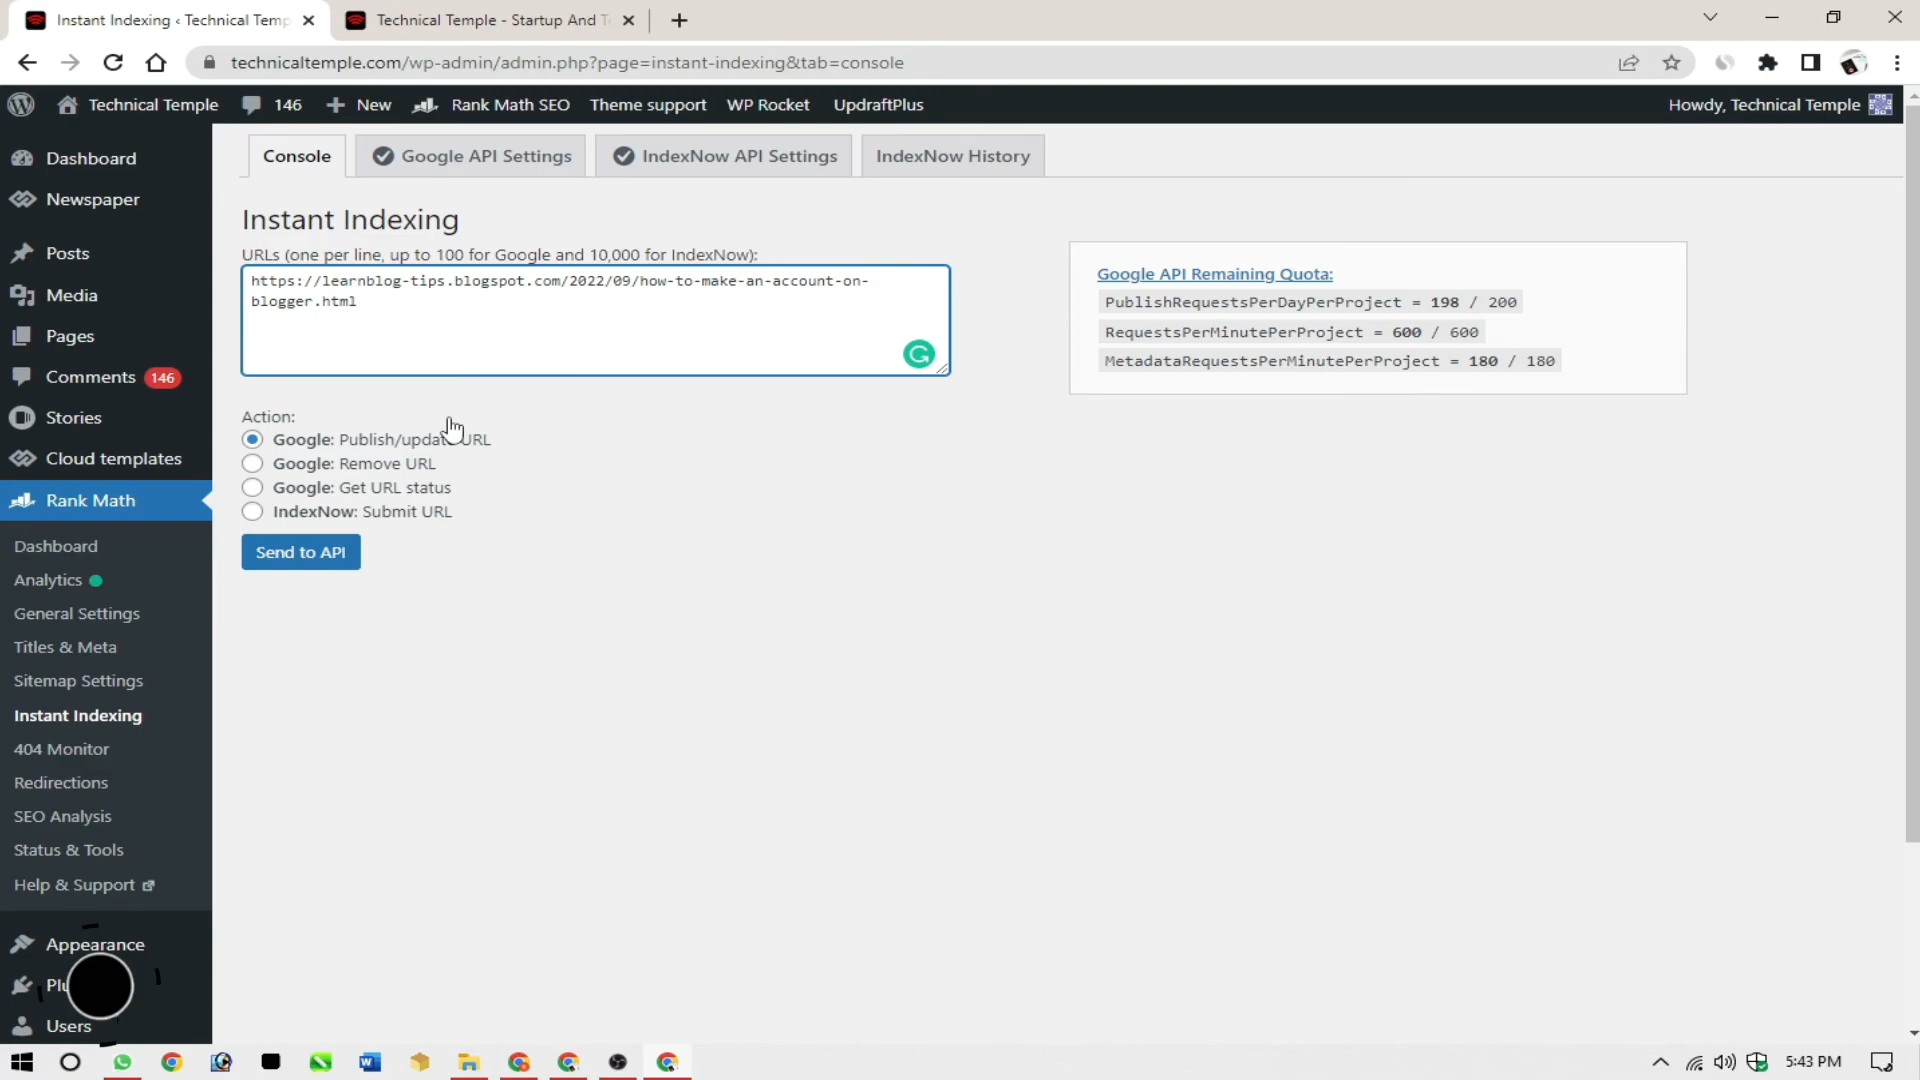 Instant Indexing ‹ Technical Temp
Technical Temple - Startup And T
technicaltemple.com/wp-admin/admin.php?page=instant-indexing&tab=console
Technical Temple
146
New
Rank Math SEO
Theme support
WP Rocket
UpdraftPlus
Howdy, Technical Temple
Dashboard
Newspaper
Posts
Media
Pages
Comments 146
Stories
Cloud templates
Rank Math
Dashboard
Analytics
General Settings
Titles & Meta
Sitemap Settings
Instant Indexing
404 Monitor
Redirections
SEO Analysis
Status & Tools
Help & Support
Appearance
Users
Console
Google API Settings
IndexNow API Settings
IndexNow History
Instant Indexing
URLs (one per line, up to 100 for Google and 10,000 for IndexNow):
https://learnblog-tips.blogspot.com/2022/09/how-to-make-an-account-on-
blogger.html
Action:
Google: Publish/update URL
Google: Remove URL
Google: Get URL status
IndexNow: Submit URL
Send to API
Google API Remaining Quota:
PublishRequestsPerDayPerProject = 198 / 200
RequestsPerMinutePerProject = 600 / 600
MetadataRequestsPerMinutePerProject = 180 / 180
5:43 PM